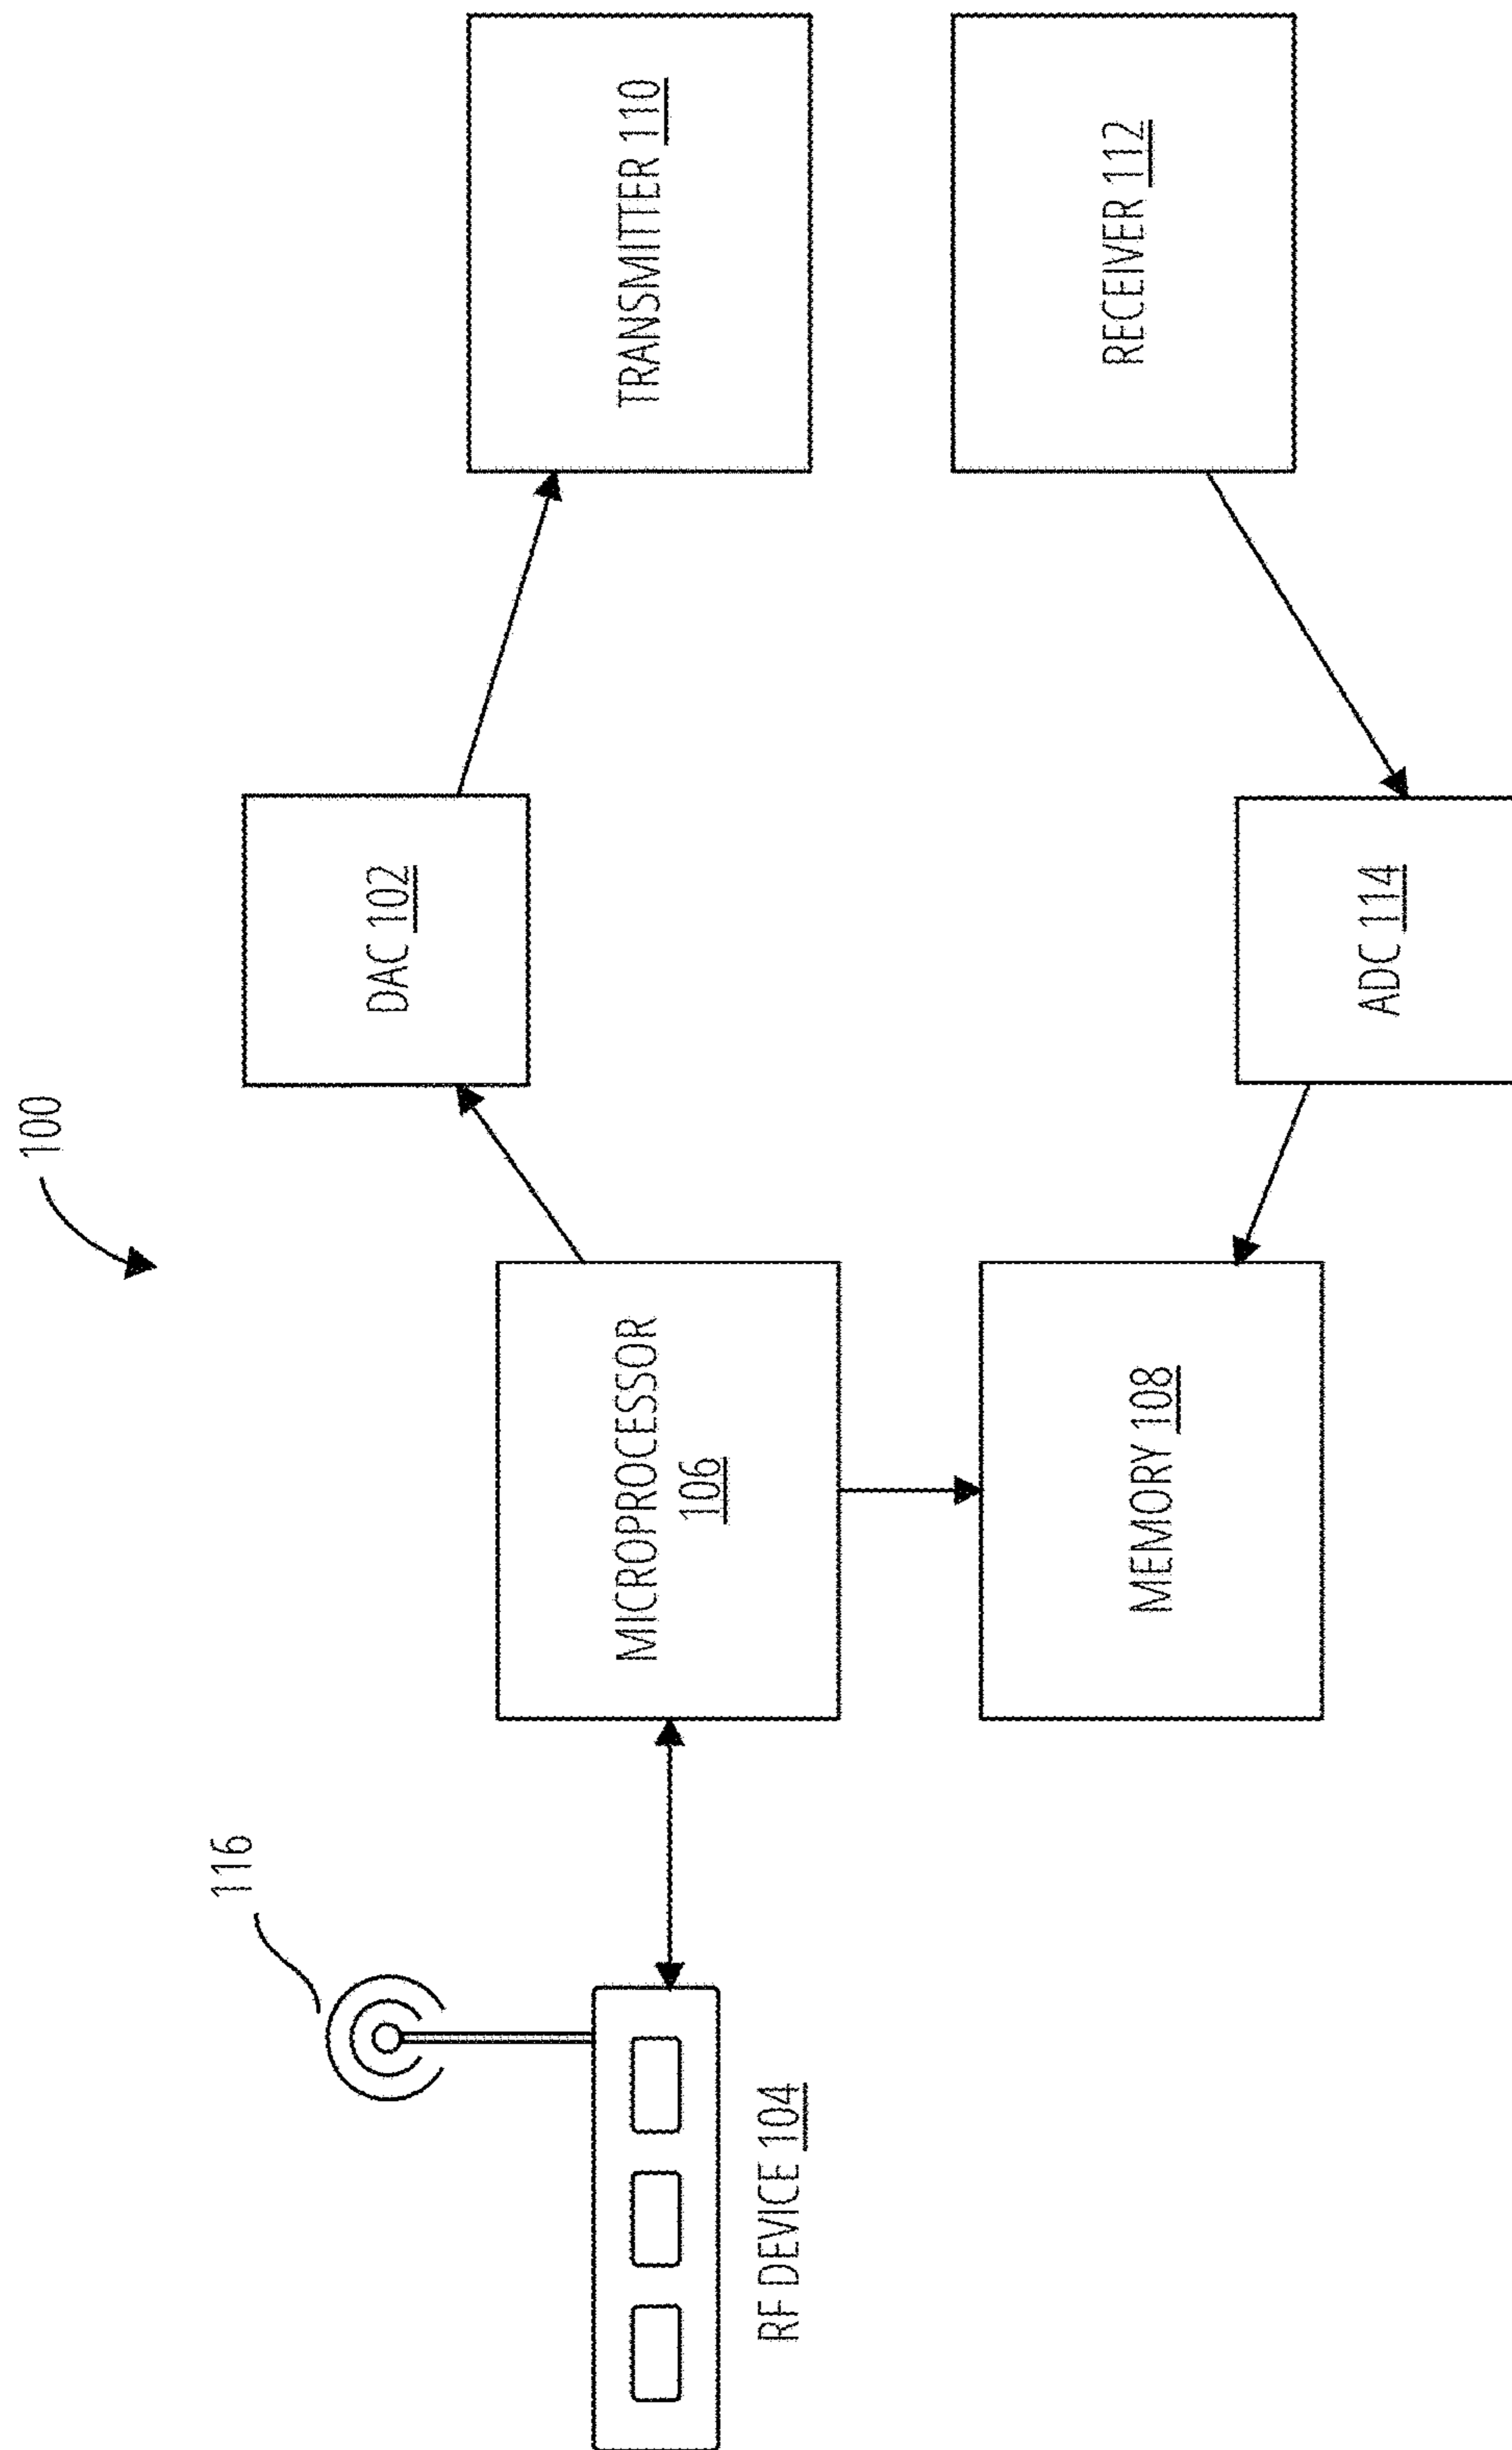 100
116
DAC 102
TRANSMITTER 110
MICROPROCESSOR
106
RF DEVICE 104
MEMORY 108
RECEIVER 112
ADC 114